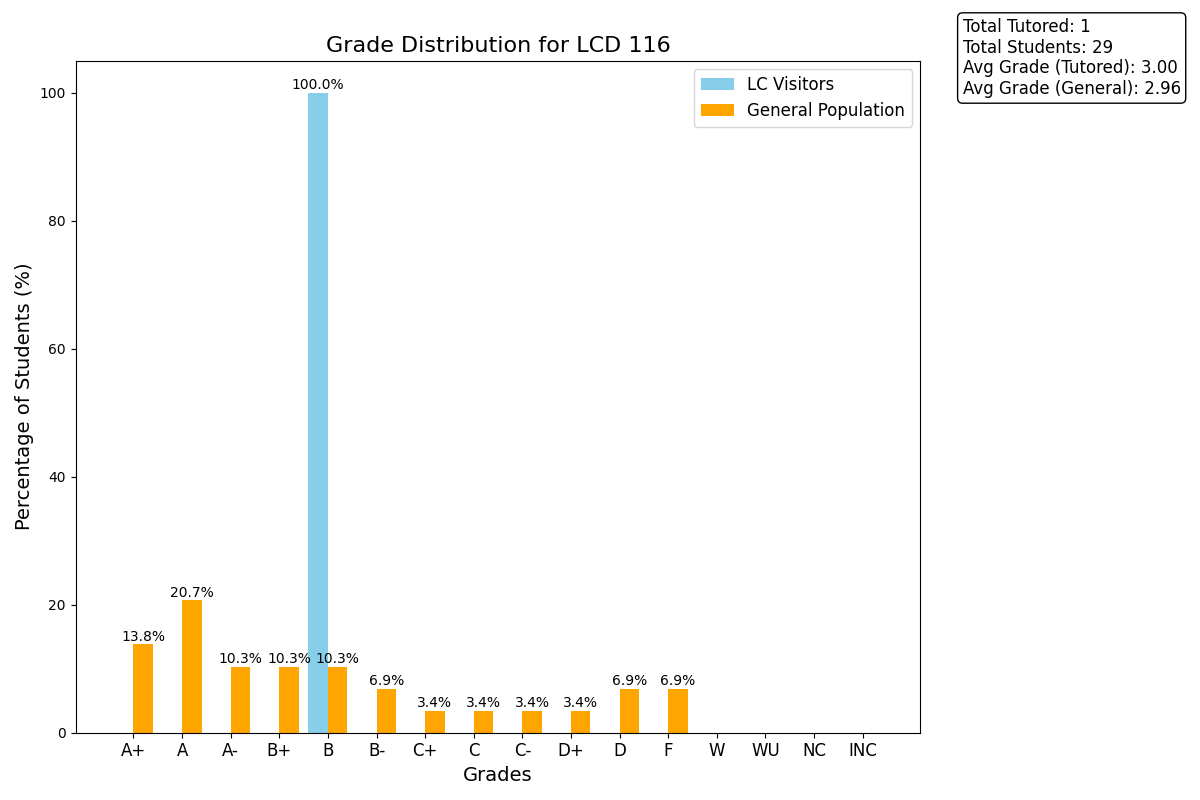 Total Tutored: 1
Total Students: 29
Avg Grade (Tutored): 3.00
Avg Grade (General): 2.96
Grade Distribution for LCD 116
LC Visitors
General Population
Percentage of Students (%)
100
80
60
40
20
0
100.0%
13.8%
20.7%
10.3%
10.3%
10.3%
6.9%
3.4%
3.4%
3.4%
3.4%
6.9%
6.9%
A+ A A- B+ B B- C+ C C- D+ D F W WU NC INC
Grades